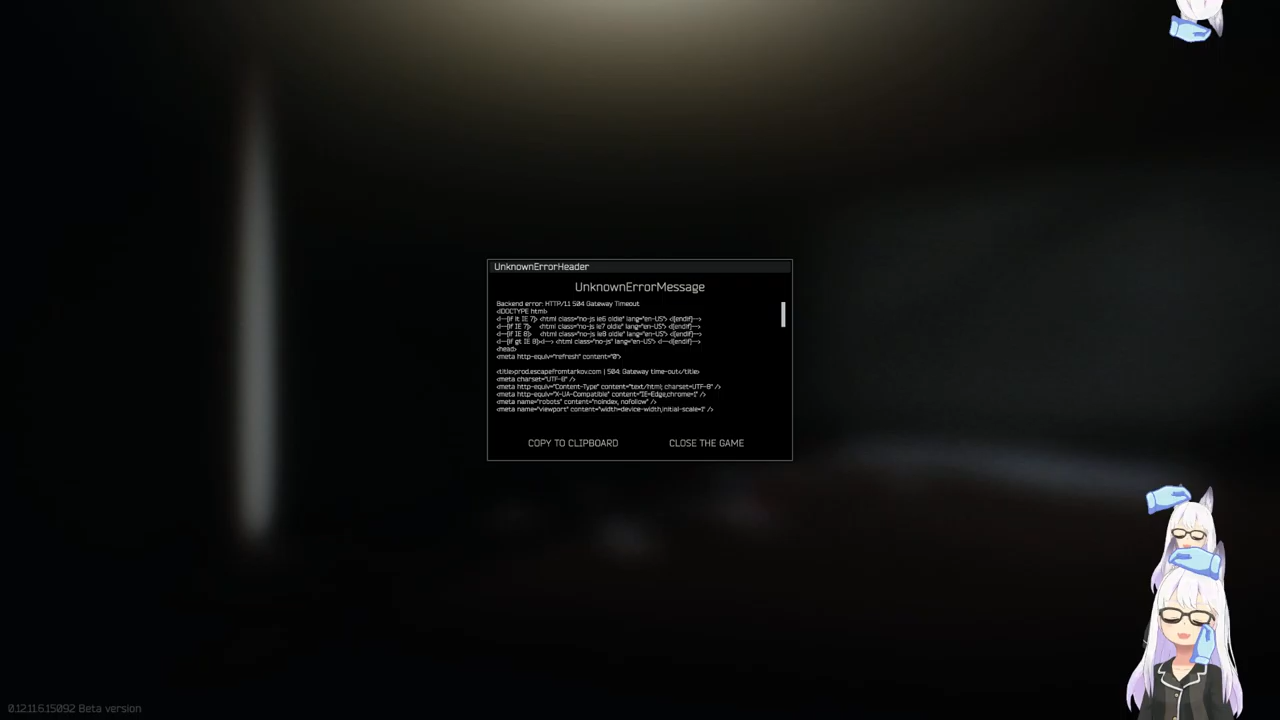 UnknownErrorHeader
UnknownErrorMessage
Backend error: HTTP/1.1 504 Gateway Timeout
<!DOCTYPE html>
<!--[if lt IE 7]> <html class="no-js ie6 oldie" lang="en-US"> <![endif]-->
<!--[if IE 7]>    <html class="no-js ie7 oldie" lang="en-US"> <![endif]-->
<!--[if IE 8]>    <html class="no-js ie8 oldie" lang="en-US"> <![endif]-->
<!--[if gt IE 8]><!--> <html class="no-js" lang="en-US"> <!--<![endif]-->
<head>
<meta http-equiv="refresh" content="0">
<title>prod.escapefromtarkov.com | 504: Gateway time-out</title>
<meta charset="UTF-8" />
<meta http-equiv="Content-Type" content="text/html; charset=UTF-8" />
<meta http-equiv="X-UA-Compatible" content="IE=Edge,chrome=1" />
<meta name="robots" content="noindex, nofollow" />
<meta name="viewport" content="width=device-width,initial-scale=1" />
COPY TO CLIPBOARD
CLOSE THE GAME
0.12.11.6.15092 Beta version